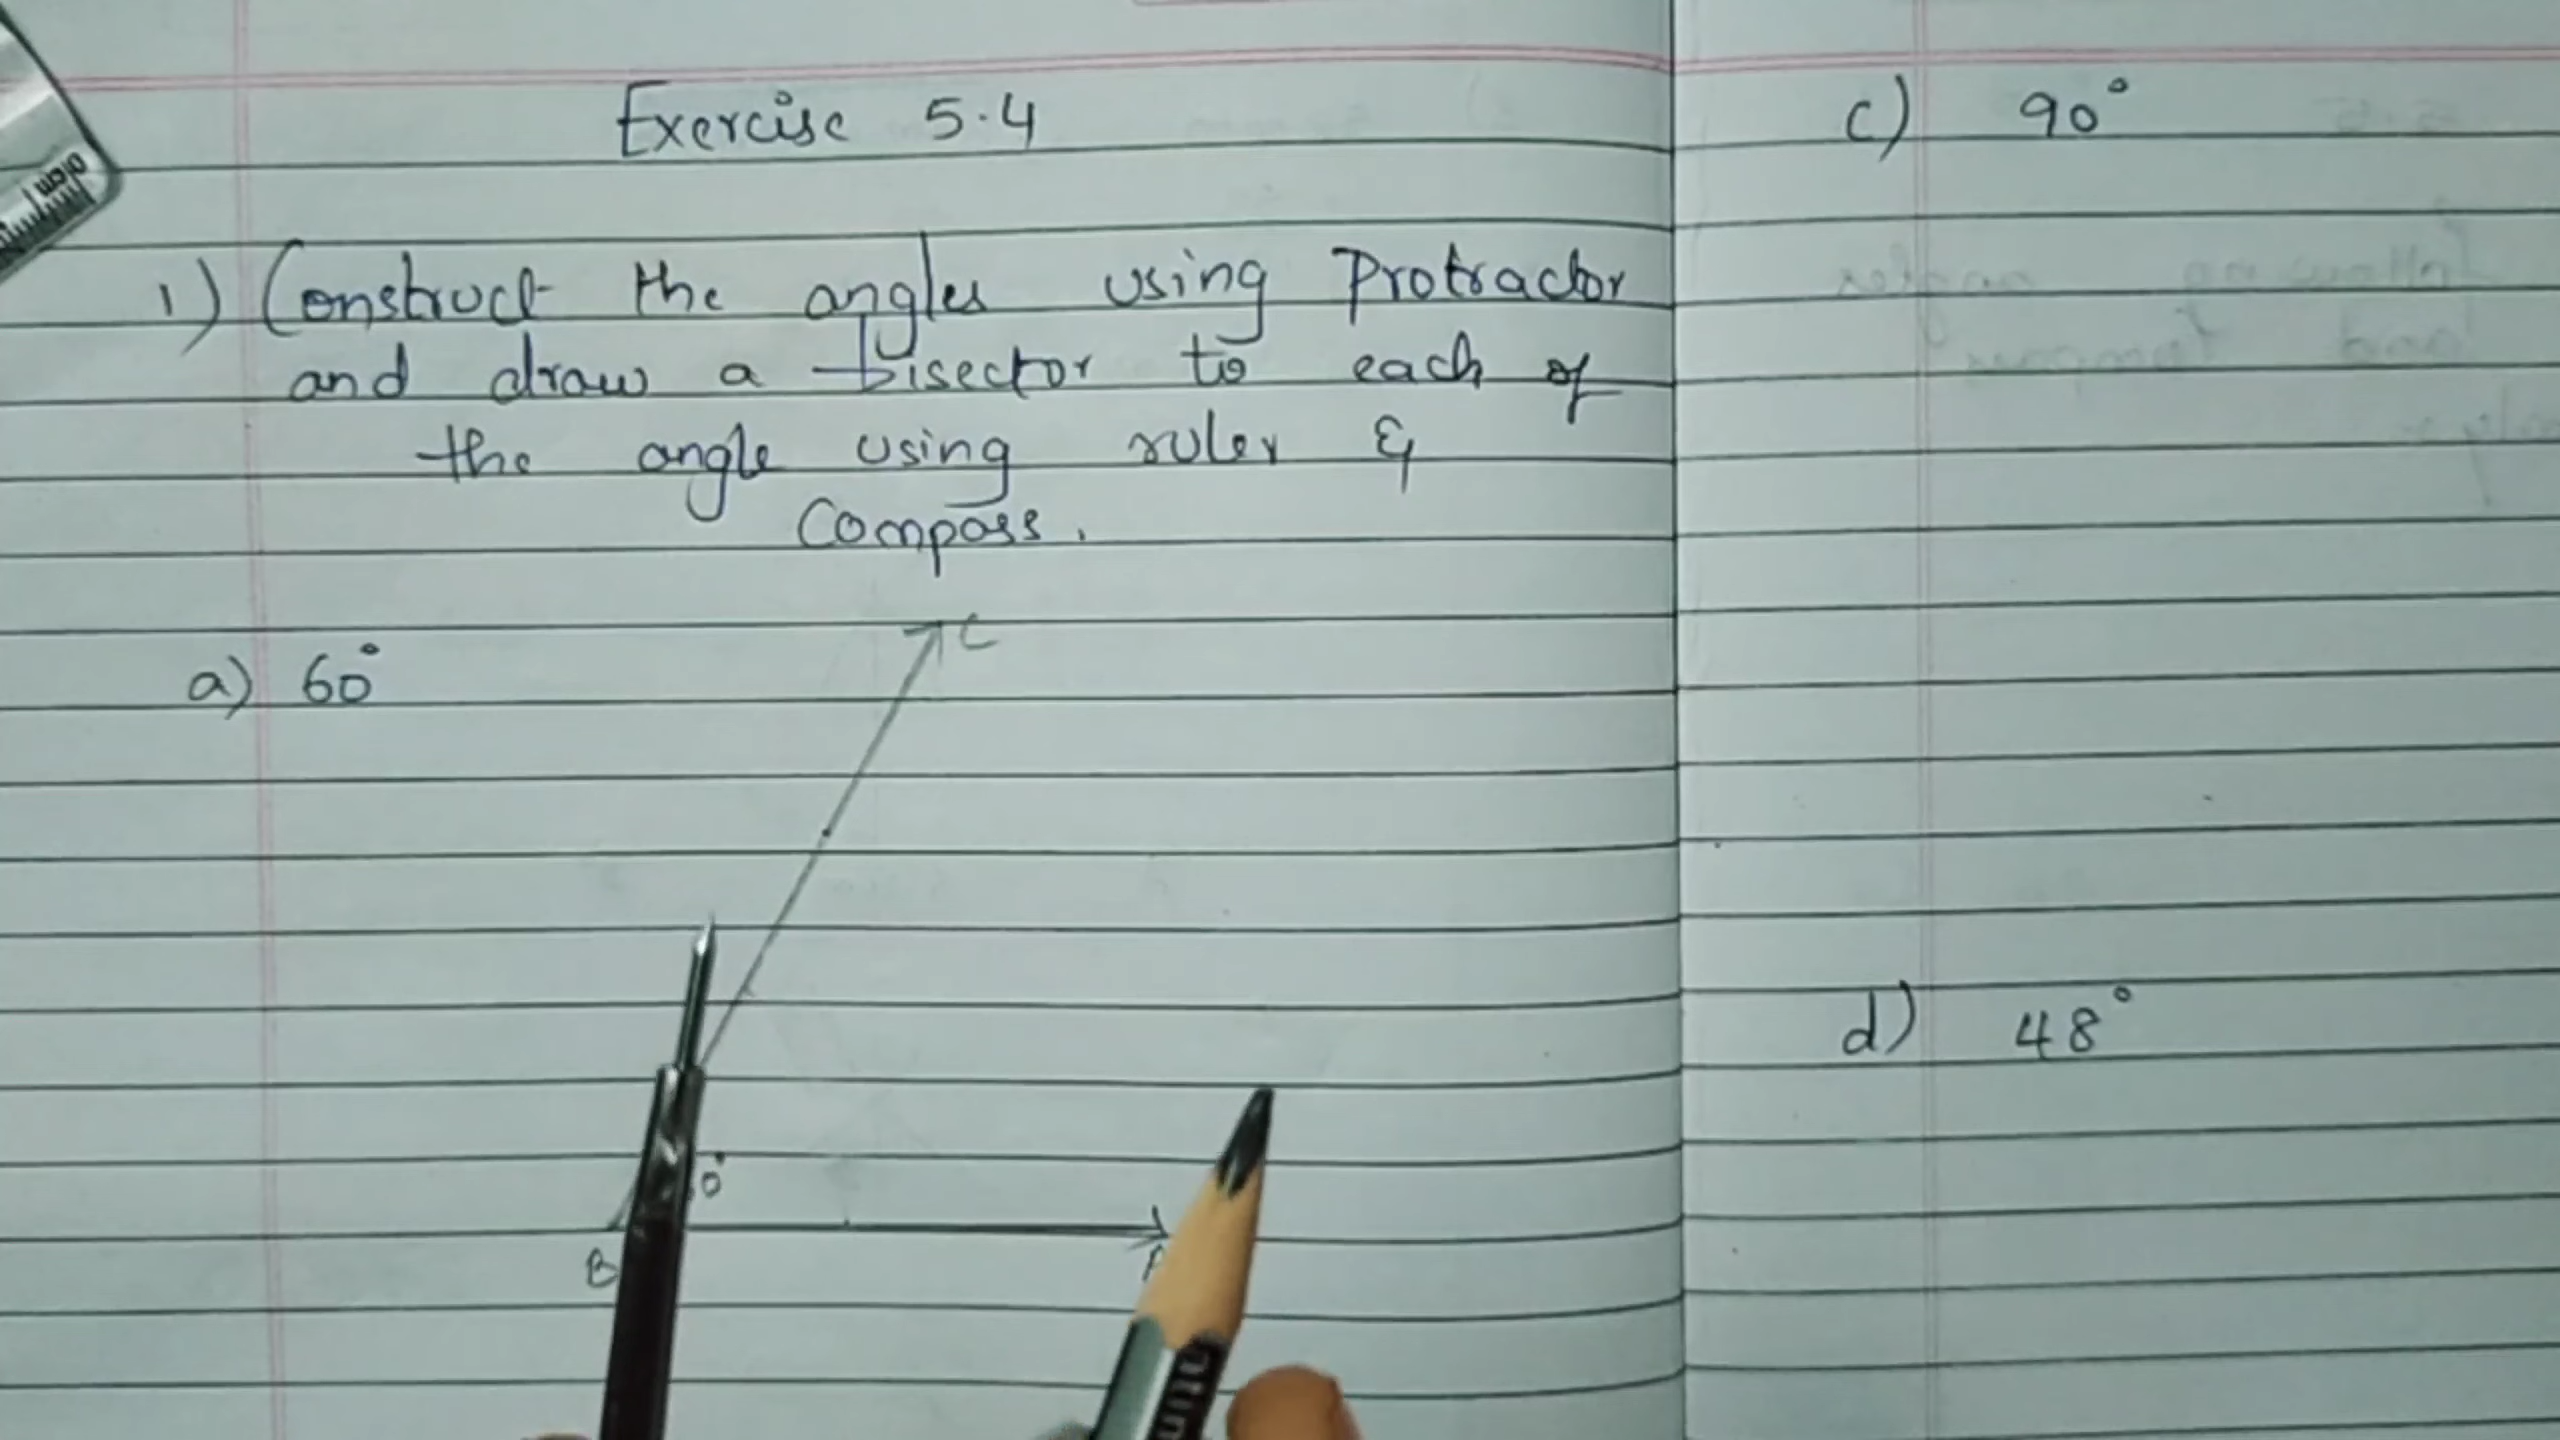 Exercise 5.4
1) Construct the angles using Protractor
and draw a bisector to each of
the angle using ruler &
Compass.
a) 60°
C
0°
B
c) 90°
d) 48°